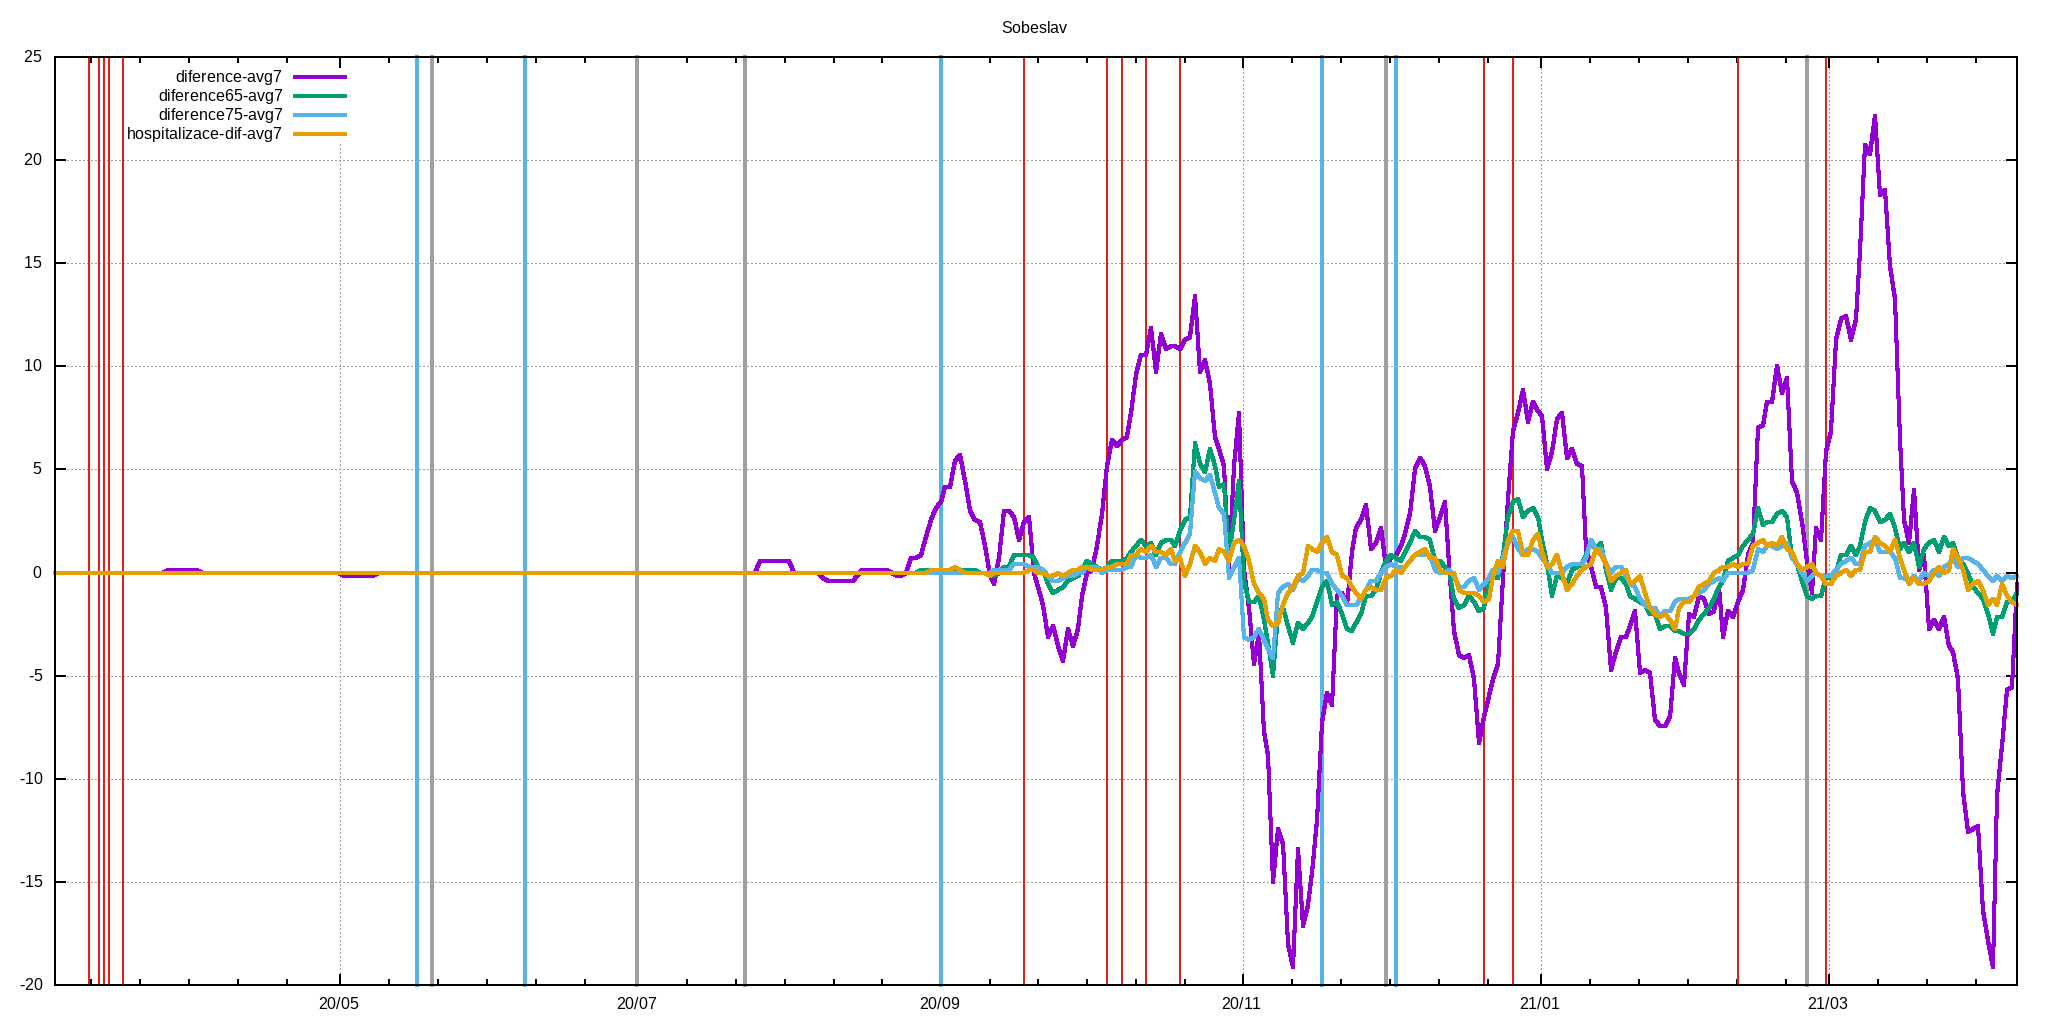 Sobeslav
diference-avg7
diference65-avg7
diference75-avg7
hospitalizace-dif-avg7
25
20
15
10
5
0
-5
-10
-15
-20
20/05 20/07 20/09 20/11 21/01 21/03